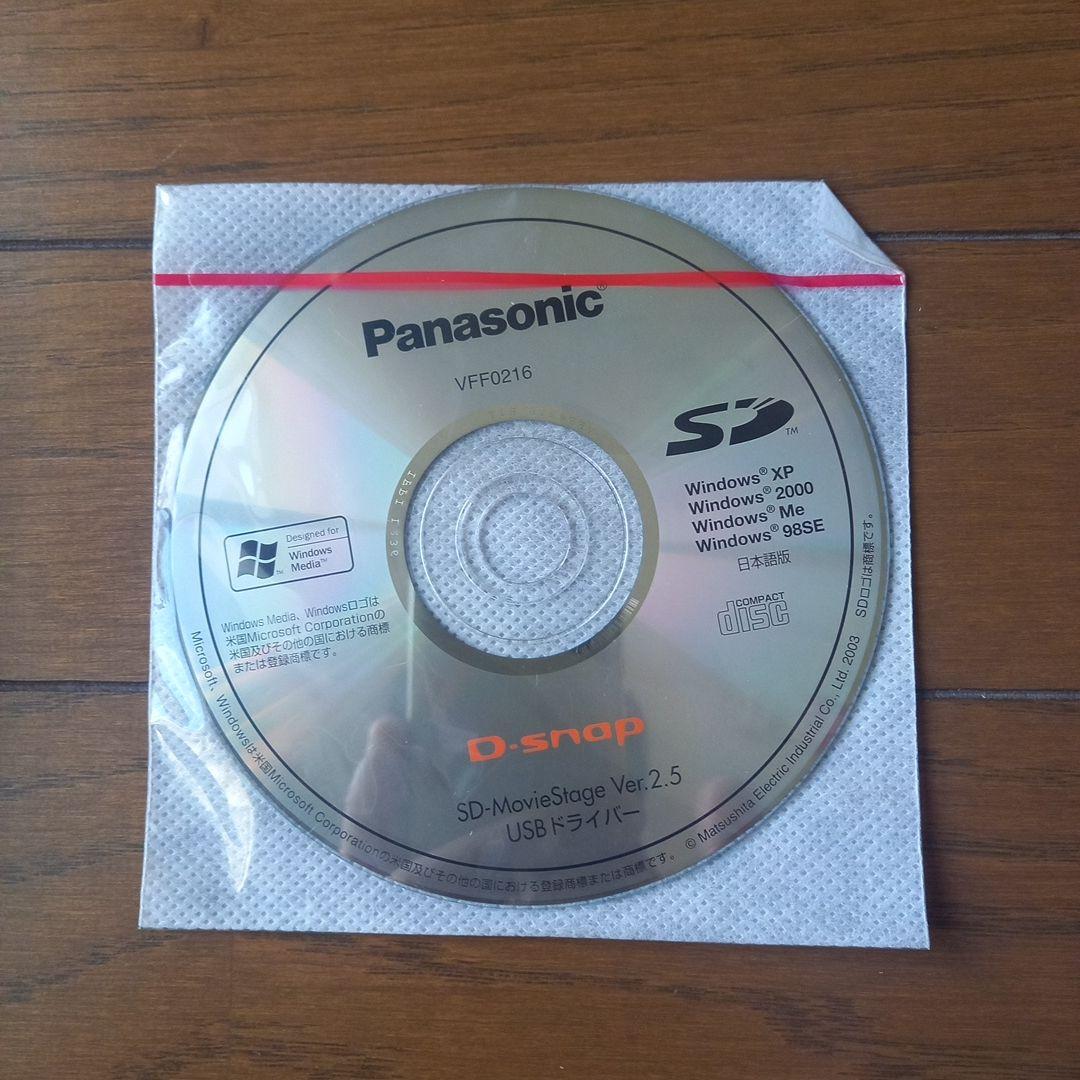 Panasonic®
VFF0216
SD™
Windows® XP
Windows® 2000
Windows® Me
Windows® 98SE
日本語版
COMPACT
disc
Designed for
Windows
Media™
Windows Media、Windowsロゴは
米国Microsoft Corporationの
米国及びその他の国における商標
または登録商標です。
D-snap
SD-MovieStage Ver.2.5
USBドライバー
Microsoft、Windowsは米国Microsoft Corporationの米国及びその他の国における登録商標または商標です。
© Matsushita Electric Industrial Co., Ltd. 2003
SDロゴは商標です。